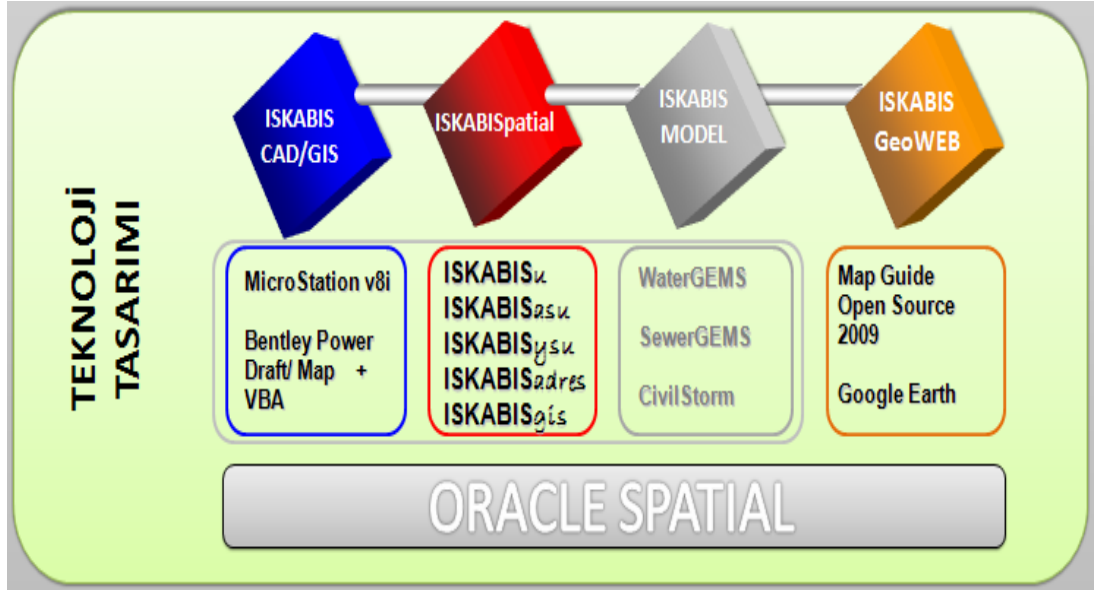 TEKNOLOJİ
TASARIMI
ISKABIS
CAD/GIS
ISKABISpatial
ISKABIS
MODEL
ISKABIS
GeoWEB
MicroStation v8i
Bentley Power
Draft/ Map +
VBA
ISKABISu
ISKABISasu
ISKABISysu
ISKABISadres
ISKABISgis
WaterGEMS
SewerGEMS
CivilStorm
Map Guide
Open Source
2009
Google Earth
ORACLE SPATIAL